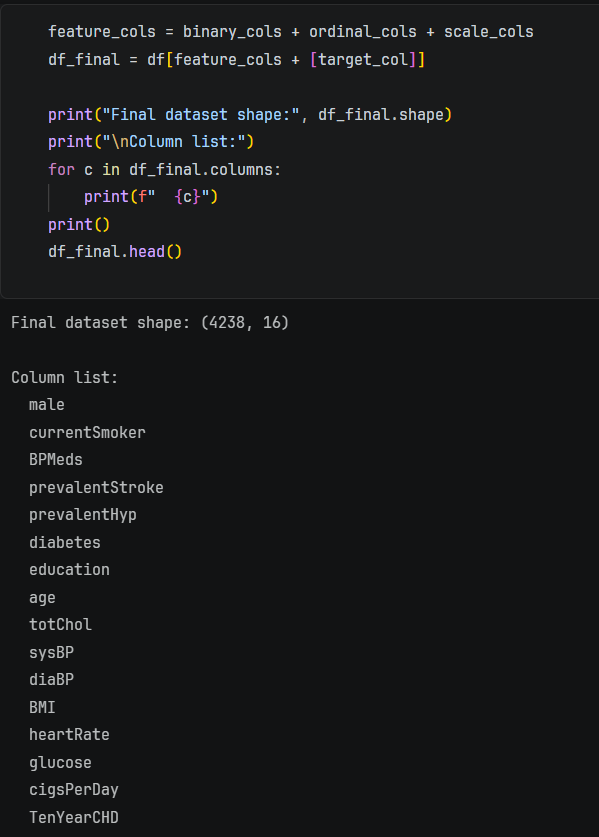 feature_cols = binary_cols + ordinal_cols + scale_cols
df_final = df[feature_cols + [target_col]]

print("Final dataset shape:", df_final.shape)
print("\nColumn list:")
for c in df_final.columns:
    print(f"  {c}")
print()
df_final.head()

Final dataset shape: (4238, 16)

Column list:
  male
  currentSmoker
  BPMeds
  prevalentStroke
  prevalentHyp
  diabetes
  education
  age
  totChol
  sysBP
  diaBP
  BMI
  heartRate
  glucose
  cigsPerDay
  TenYearCHD